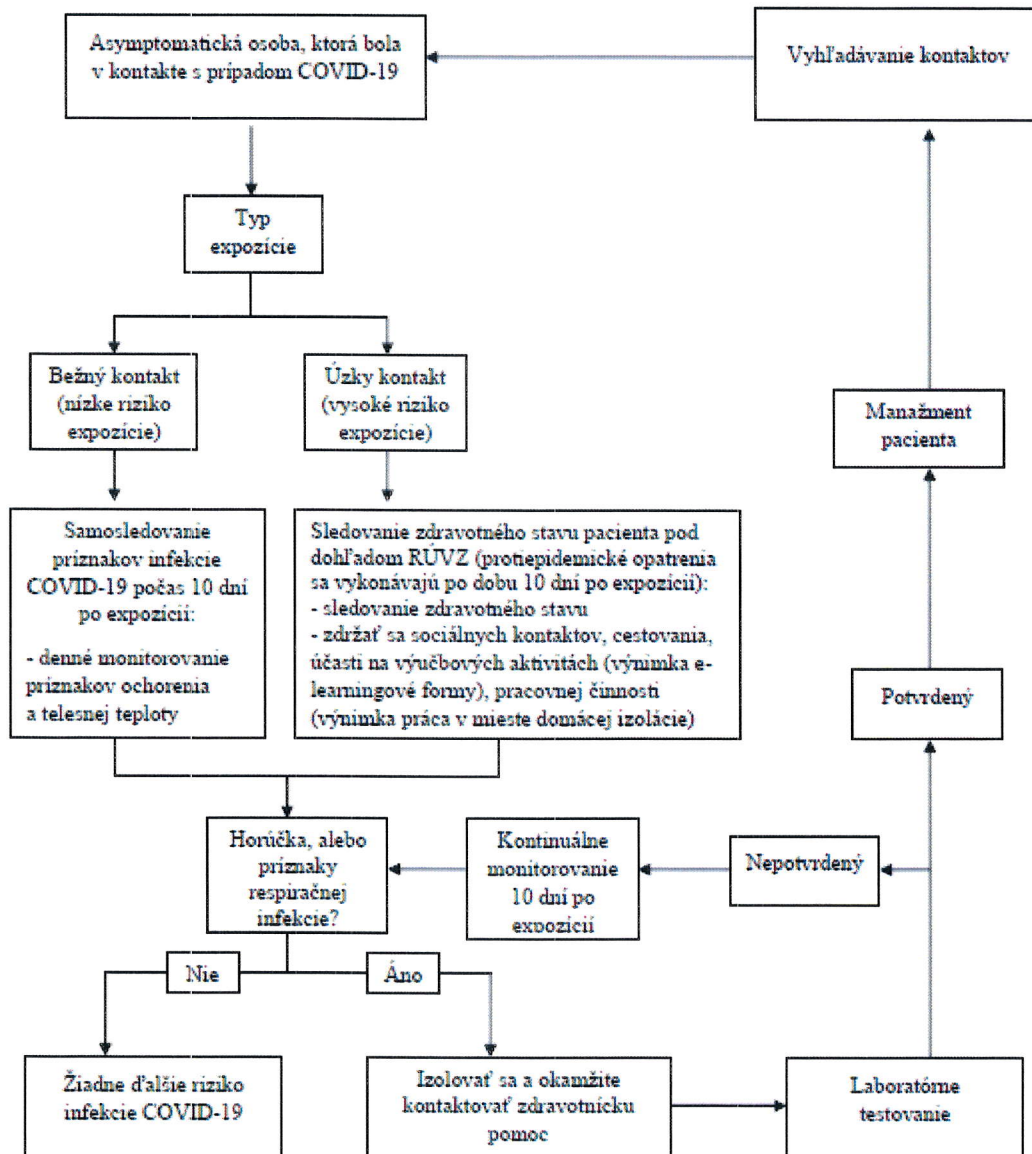 Asymptomatická osoba, ktorá bola
v kontakte s prípadom COVID-19
Vyhľadávanie kontaktov
Typ
expozície
Bežný kontakt
(nízke riziko
expozície)
Úzky kontakt
(vysoké riziko
expozície)
Manažment
pacienta
Samosledovanie
príznakov infekcie
COVID-19 počas 10 dní
po expozícií:
- denné monitorovanie
príznakov ochorenia
a telesnej teploty
Sledovanie zdravotného stavu pacienta pod
dohľadom RÚVZ (protiepidemické opatrenia
sa vykonávajú po dobu 10 dní po expozícií):
- sledovanie zdravotného stavu
- zdržať sa sociálnych kontaktov, cestovania,
účasti na výučbových aktivitách (výnimka e-
learningové formy), pracovnej činnosti
(výnimka práca v mieste domácej izolácie)
Potvrdený
Horúčka, alebo
príznaky
respiračnej
infekcie?
Kontinuálne
monitorovanie
10 dní po
expozícií
Nepotvrdený
Nie
Áno
Žiadne ďalšie riziko
infekcie COVID-19
Izolovať sa a okamžite
kontaktovať zdravotnícku
pomoc
Laboratórne
testovanie